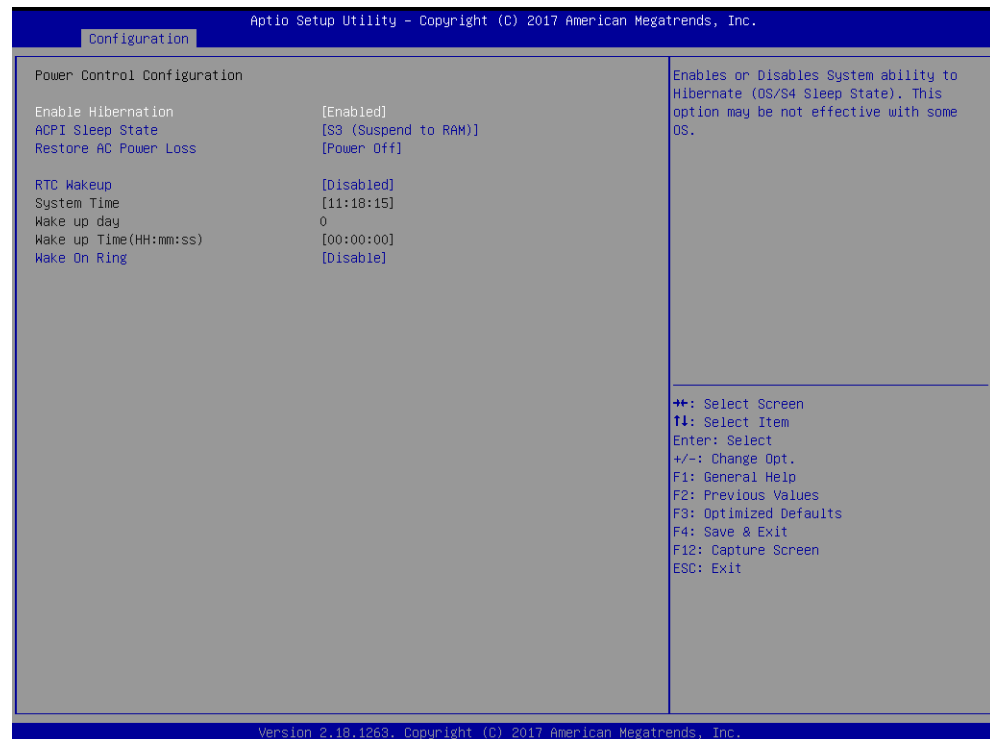 Aptio Setup Utility – Copyright (C) 2017 American Megatrends, Inc.
Configuration
Power Control Configuration
Enable Hibernation [Enabled]
ACPI Sleep State [S3 (Suspend to RAM)]
Restore AC Power Loss [Power Off]
RTC Wakeup [Disabled]
System Time [11:18:15]
Wake up day 0
Wake up Time(HH:mm:ss) [00:00:00]
Wake On Ring [Disable]
Enables or Disables System ability to
Hibernate (OS/S4 Sleep State). This
option may be not effective with some
OS.
→←: Select Screen
↑↓: Select Item
Enter: Select
+/-: Change Opt.
F1: General Help
F2: Previous Values
F3: Optimized Defaults
F4: Save & Exit
F12: Capture Screen
ESC: Exit
Version 2.18.1263. Copyright (C) 2017 American Megatrends, Inc.